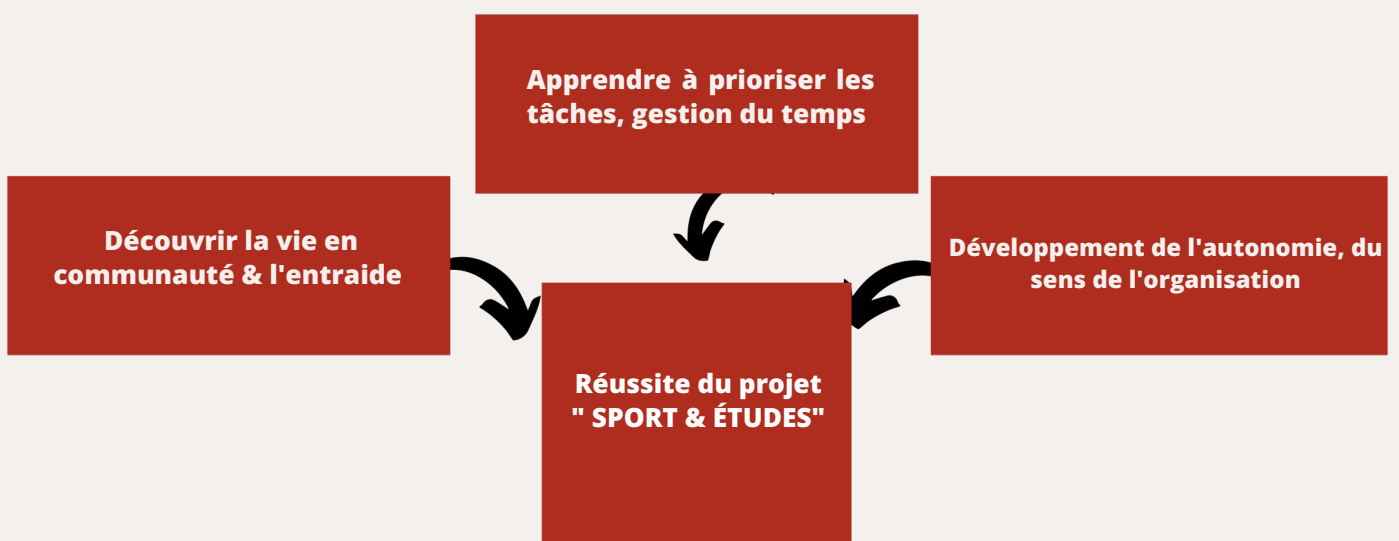 Apprendre à prioriser les
tâches, gestion du temps
Découvrir la vie en
communauté & l'entraide
Développement de l'autonomie, du
sens de l'organisation
Réussite du projet
" SPORT & ÉTUDES"